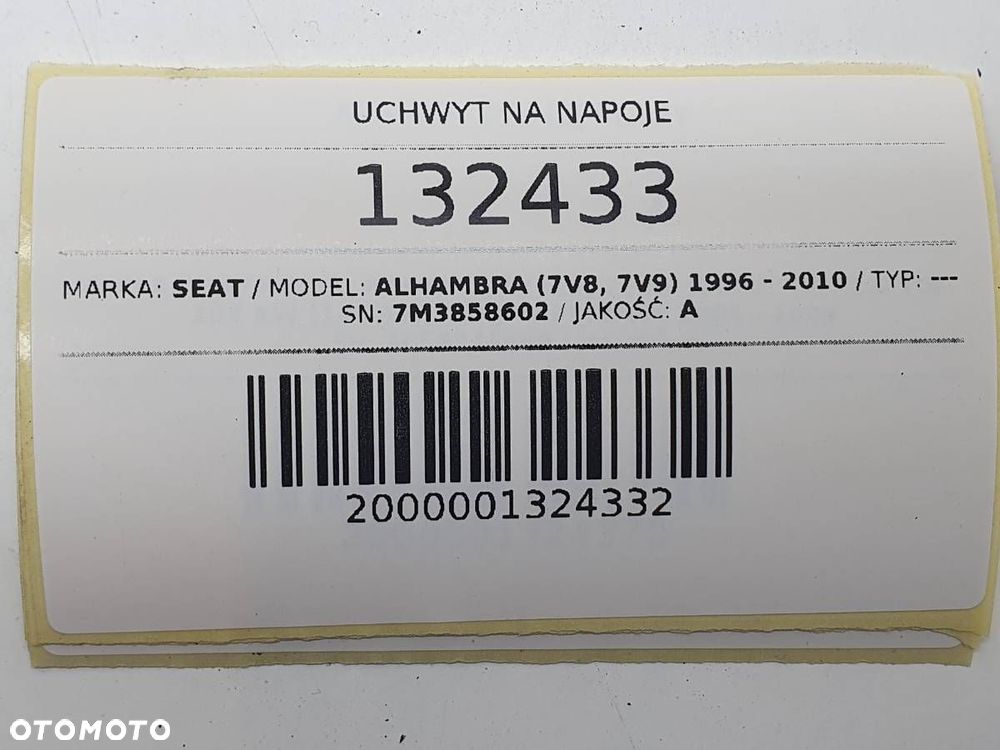 UCHWYT NA NAPOJE
132433
MARKA: SEAT / MODEL: ALHAMBRA (7V8, 7V9) 1996 - 2010 / TYP: ---
SN: 7M3858602 / JAKOŚĆ: A
2000001324332
OTOMOTO